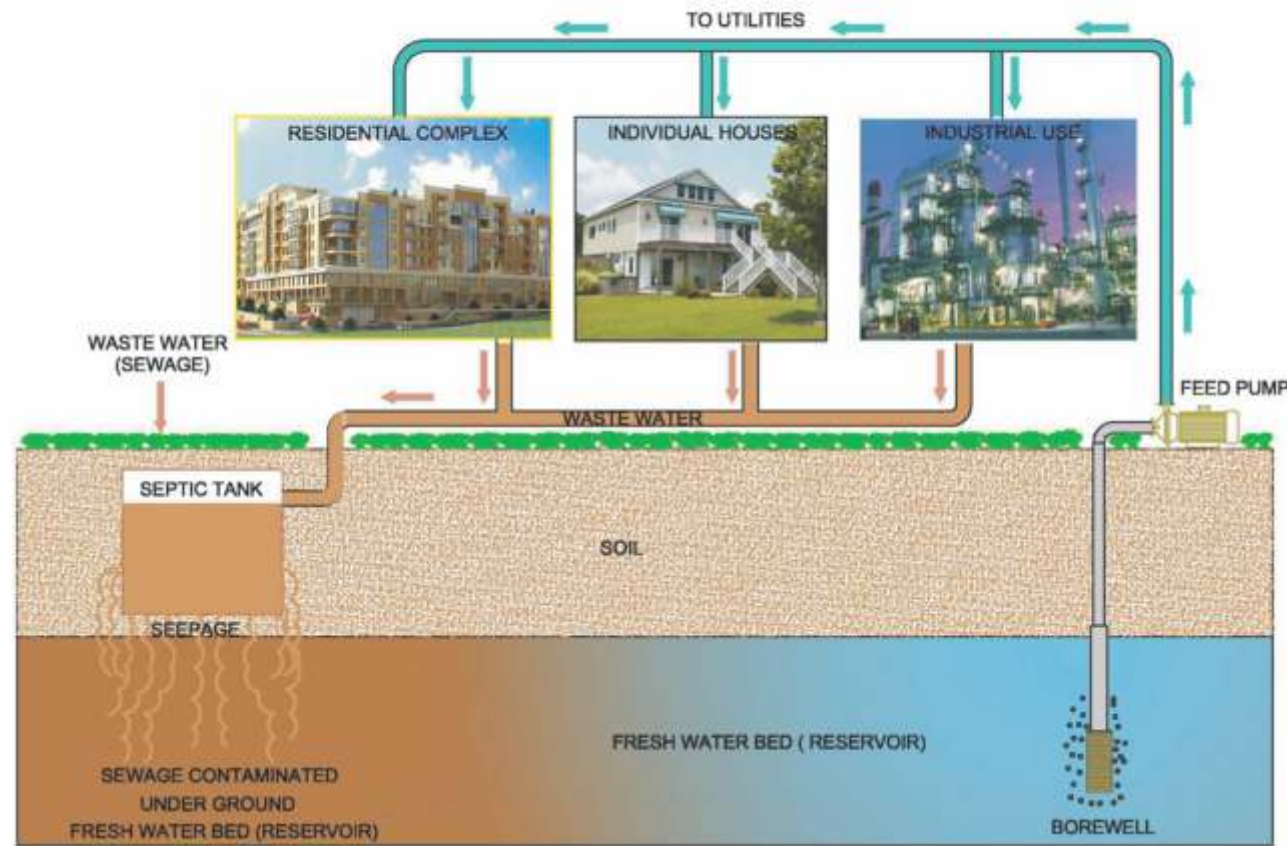 TO UTILITIES
RESIDENTIAL COMPLEX
INDIVIDUAL HOUSES
INDUSTRIAL USE
WASTE WATER
(SEWAGE)
FEED PUMP
WASTE WATER
SEPTIC TANK
SOIL
SEEPAGE
FRESH WATER BED ( RESERVOIR)
SEWAGE CONTAMINATED
UNDER GROUND
FRESH WATER BED (RESERVOIR)
BOREWELL